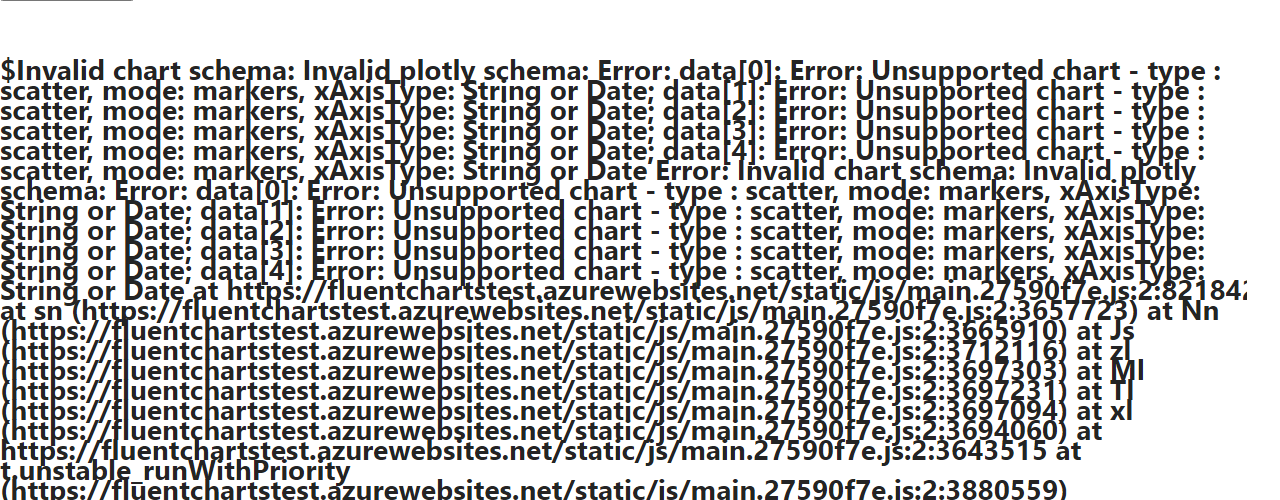 $Invalid chart schema: Invalid plotly schema: Error: data[0]: Error: Unsupported chart - type :
scatter, mode: markers, xAxisType: String or Date; data[1]: Error: Unsupported chart - type :
scatter, mode: markers, xAxisType: String or Date; data[2]: Error: Unsupported chart - type :
scatter, mode: markers, xAxisType: String or Date; data[3]: Error: Unsupported chart - type :
scatter, mode: markers, xAxisType: String or Date; data[4]: Error: Unsupported chart - type :
scatter, mode: markers, xAxisType: String or Date Error: Invalid chart schema: Invalid plotly
schema: Error: data[0]: Error: Unsupported chart - type : scatter, mode: markers, xAxisType:
String or Date; data[1]: Error: Unsupported chart - type : scatter, mode: markers, xAxisType:
String or Date; data[2]: Error: Unsupported chart - type : scatter, mode: markers, xAxisType:
String or Date; data[3]: Error: Unsupported chart - type : scatter, mode: markers, xAxisType:
String or Date; data[4]: Error: Unsupported chart - type : scatter, mode: markers, xAxisType:
String or Date at https://fluentchartstest.azurewebsites.net/static/js/main.27590f7e.js:2:821842
at sn (https://fluentchartstest.azurewebsites.net/static/js/main.27590f7e.js:2:3657723) at Nn
(https://fluentchartstest.azurewebsites.net/static/js/main.27590f7e.js:2:3665910) at Js
(https://fluentchartstest.azurewebsites.net/static/js/main.27590f7e.js:2:3712116) at zl
(https://fluentchartstest.azurewebsites.net/static/js/main.27590f7e.js:2:3697303) at Ml
(https://fluentchartstest.azurewebsites.net/static/js/main.27590f7e.js:2:3697231) at Tl
(https://fluentchartstest.azurewebsites.net/static/js/main.27590f7e.js:2:3697094) at xl
(https://fluentchartstest.azurewebsites.net/static/js/main.27590f7e.js:2:3694060) at
https://fluentchartstest.azurewebsites.net/static/js/main.27590f7e.js:2:3643515 at
t.unstable_runWithPriority
(https://fluentchartstest.azurewebsites.net/static/js/main.27590f7e.js:2:3880559)